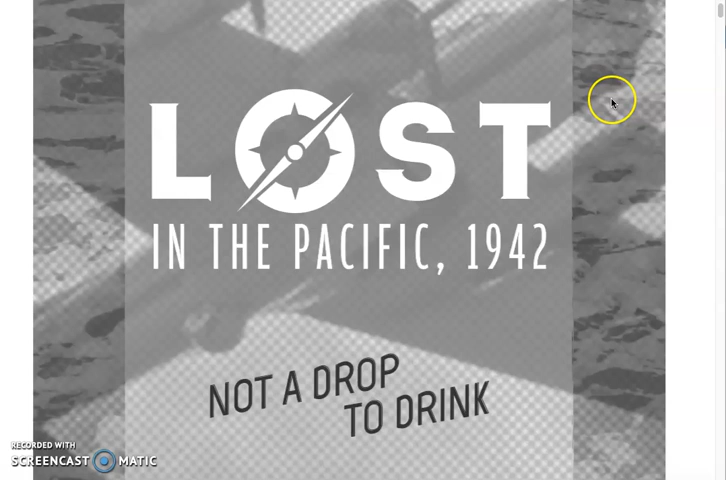 LOST
IN THE PACIFIC, 1942
NOT A DROP
TO DRINK
RECORDED WITH
SCREENCAST MATIC